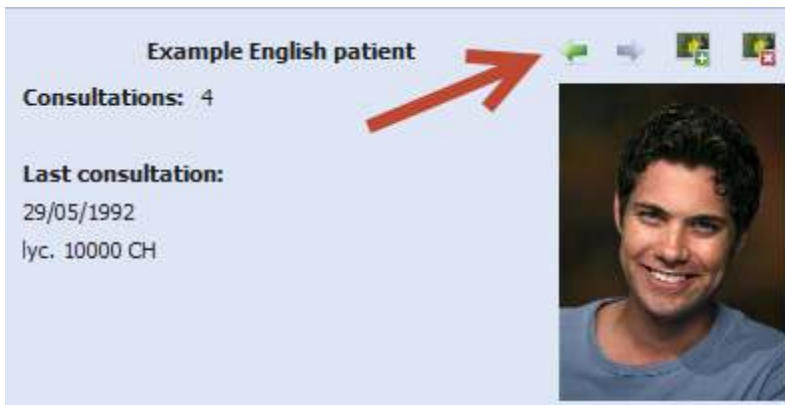 Example English patient
Consultations: 4
Last consultation:
29/05/1992
lyc. 10000 CH